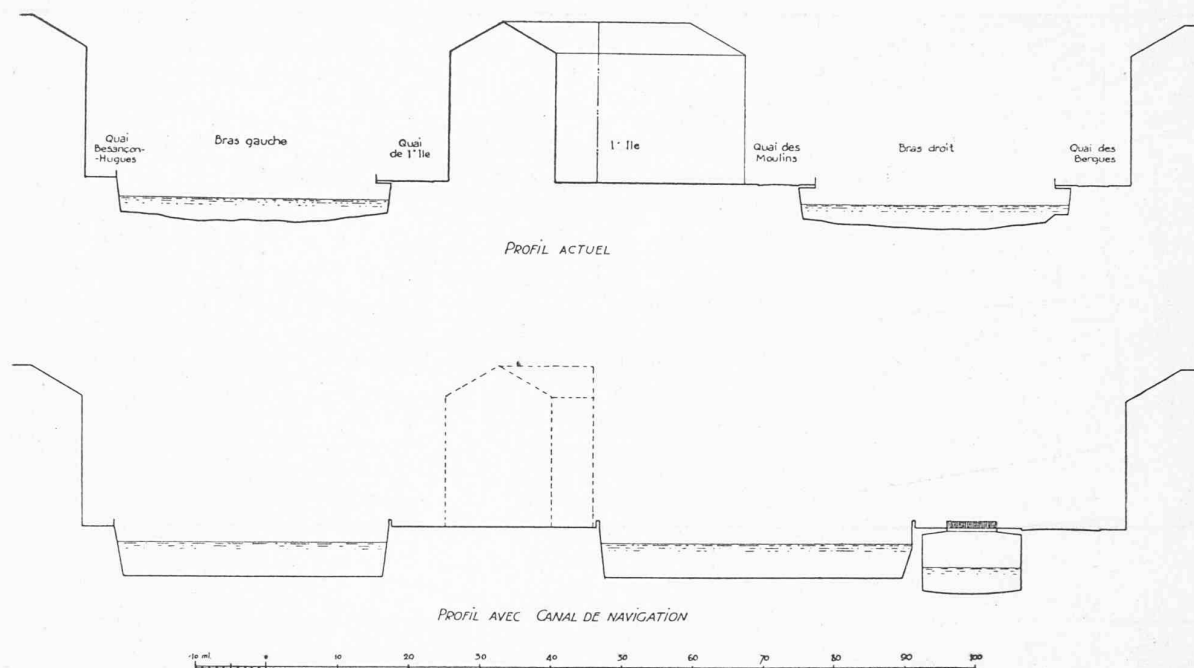 Quai
Besançon-
-Hugues
Bras gauche
Quai
de l'Ile
l'Ile
Quai des
Moulins
Bras droit
Quai des
Bergues
PROFIL ACTUEL
PROFIL AVEC CANAL DE NAVIGATION
-10 ml. 0 10 20 30 40 50 60 70 80 90 100